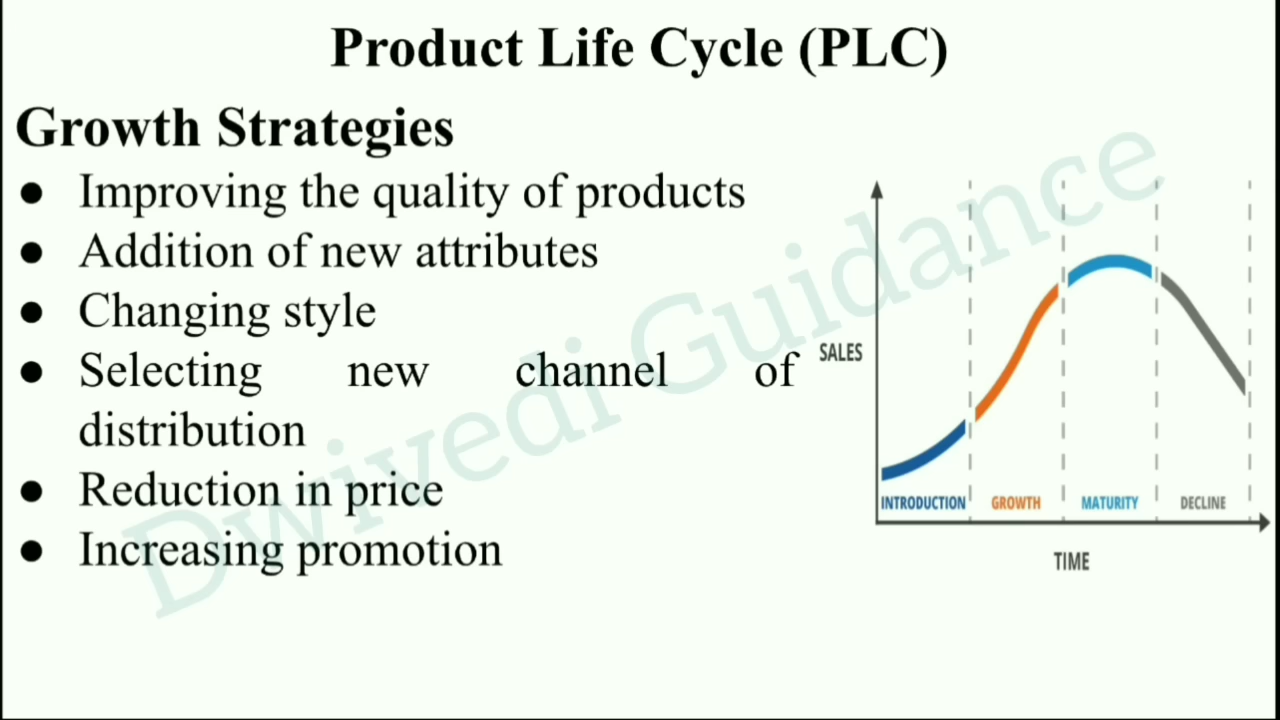 Product Life Cycle (PLC)
Growth Strategies
● Improving the quality of products
● Addition of new attributes
● Changing style
● Selecting new channel of
distribution
● Reduction in price
● Increasing promotion
SALES
INTRODUCTION GROWTH MATURITY DECLINE
TIME
Dwivedi Guidance